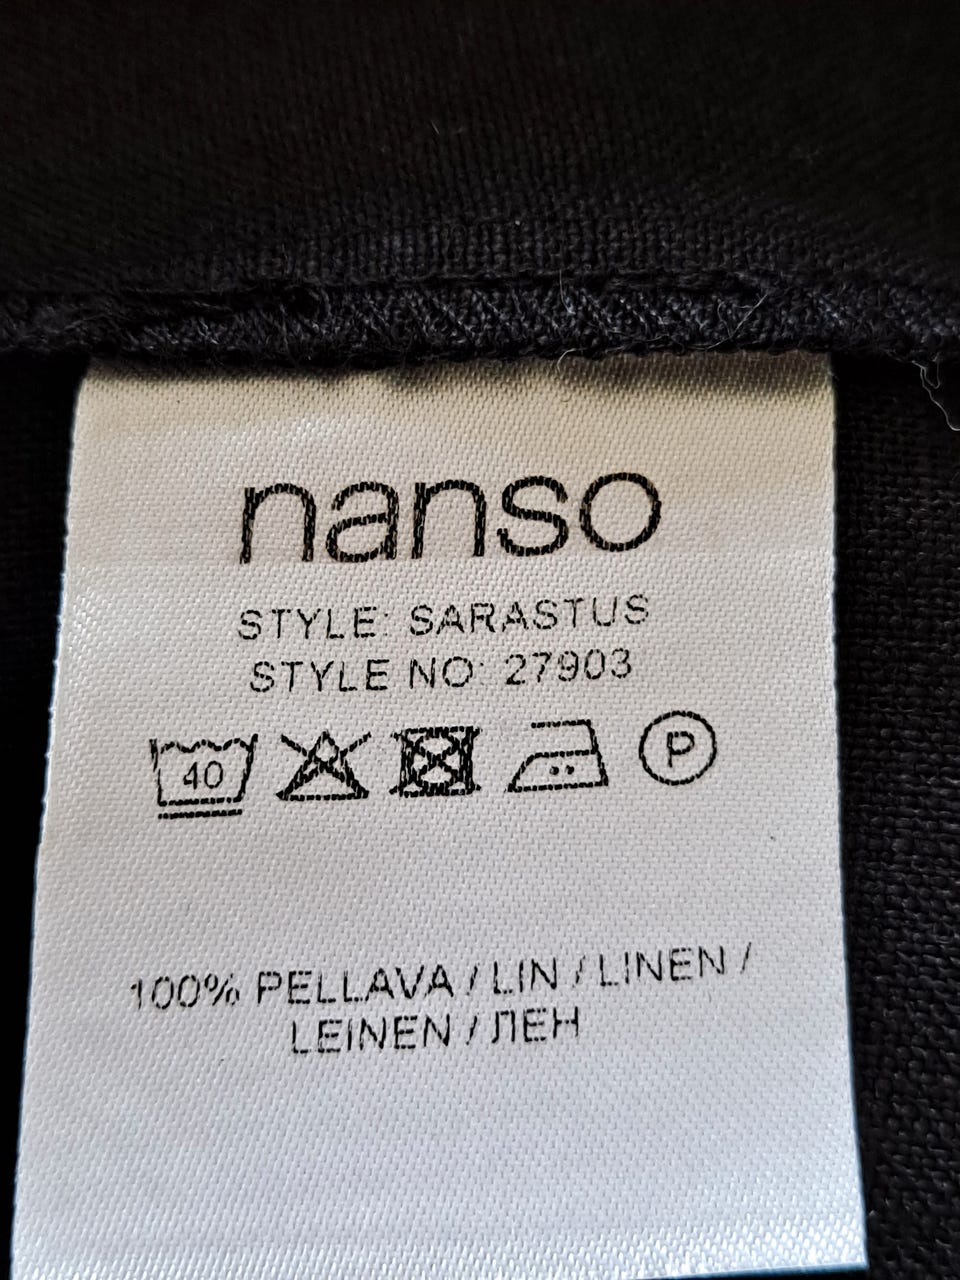 nanso
STYLE: SARASTUS
STYLE NO: 27903
40 P
100% PELLAVA / LIN / LINEN /
LEINEN / ЛЕН